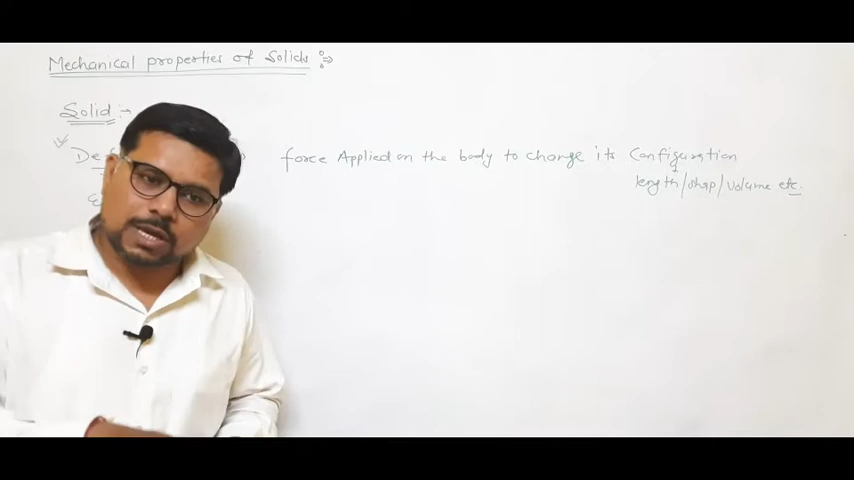 Mechanical properties of Solids :⇒
Solid :→
force Applied on the body to change its Configuration
length/shap/volume etc.